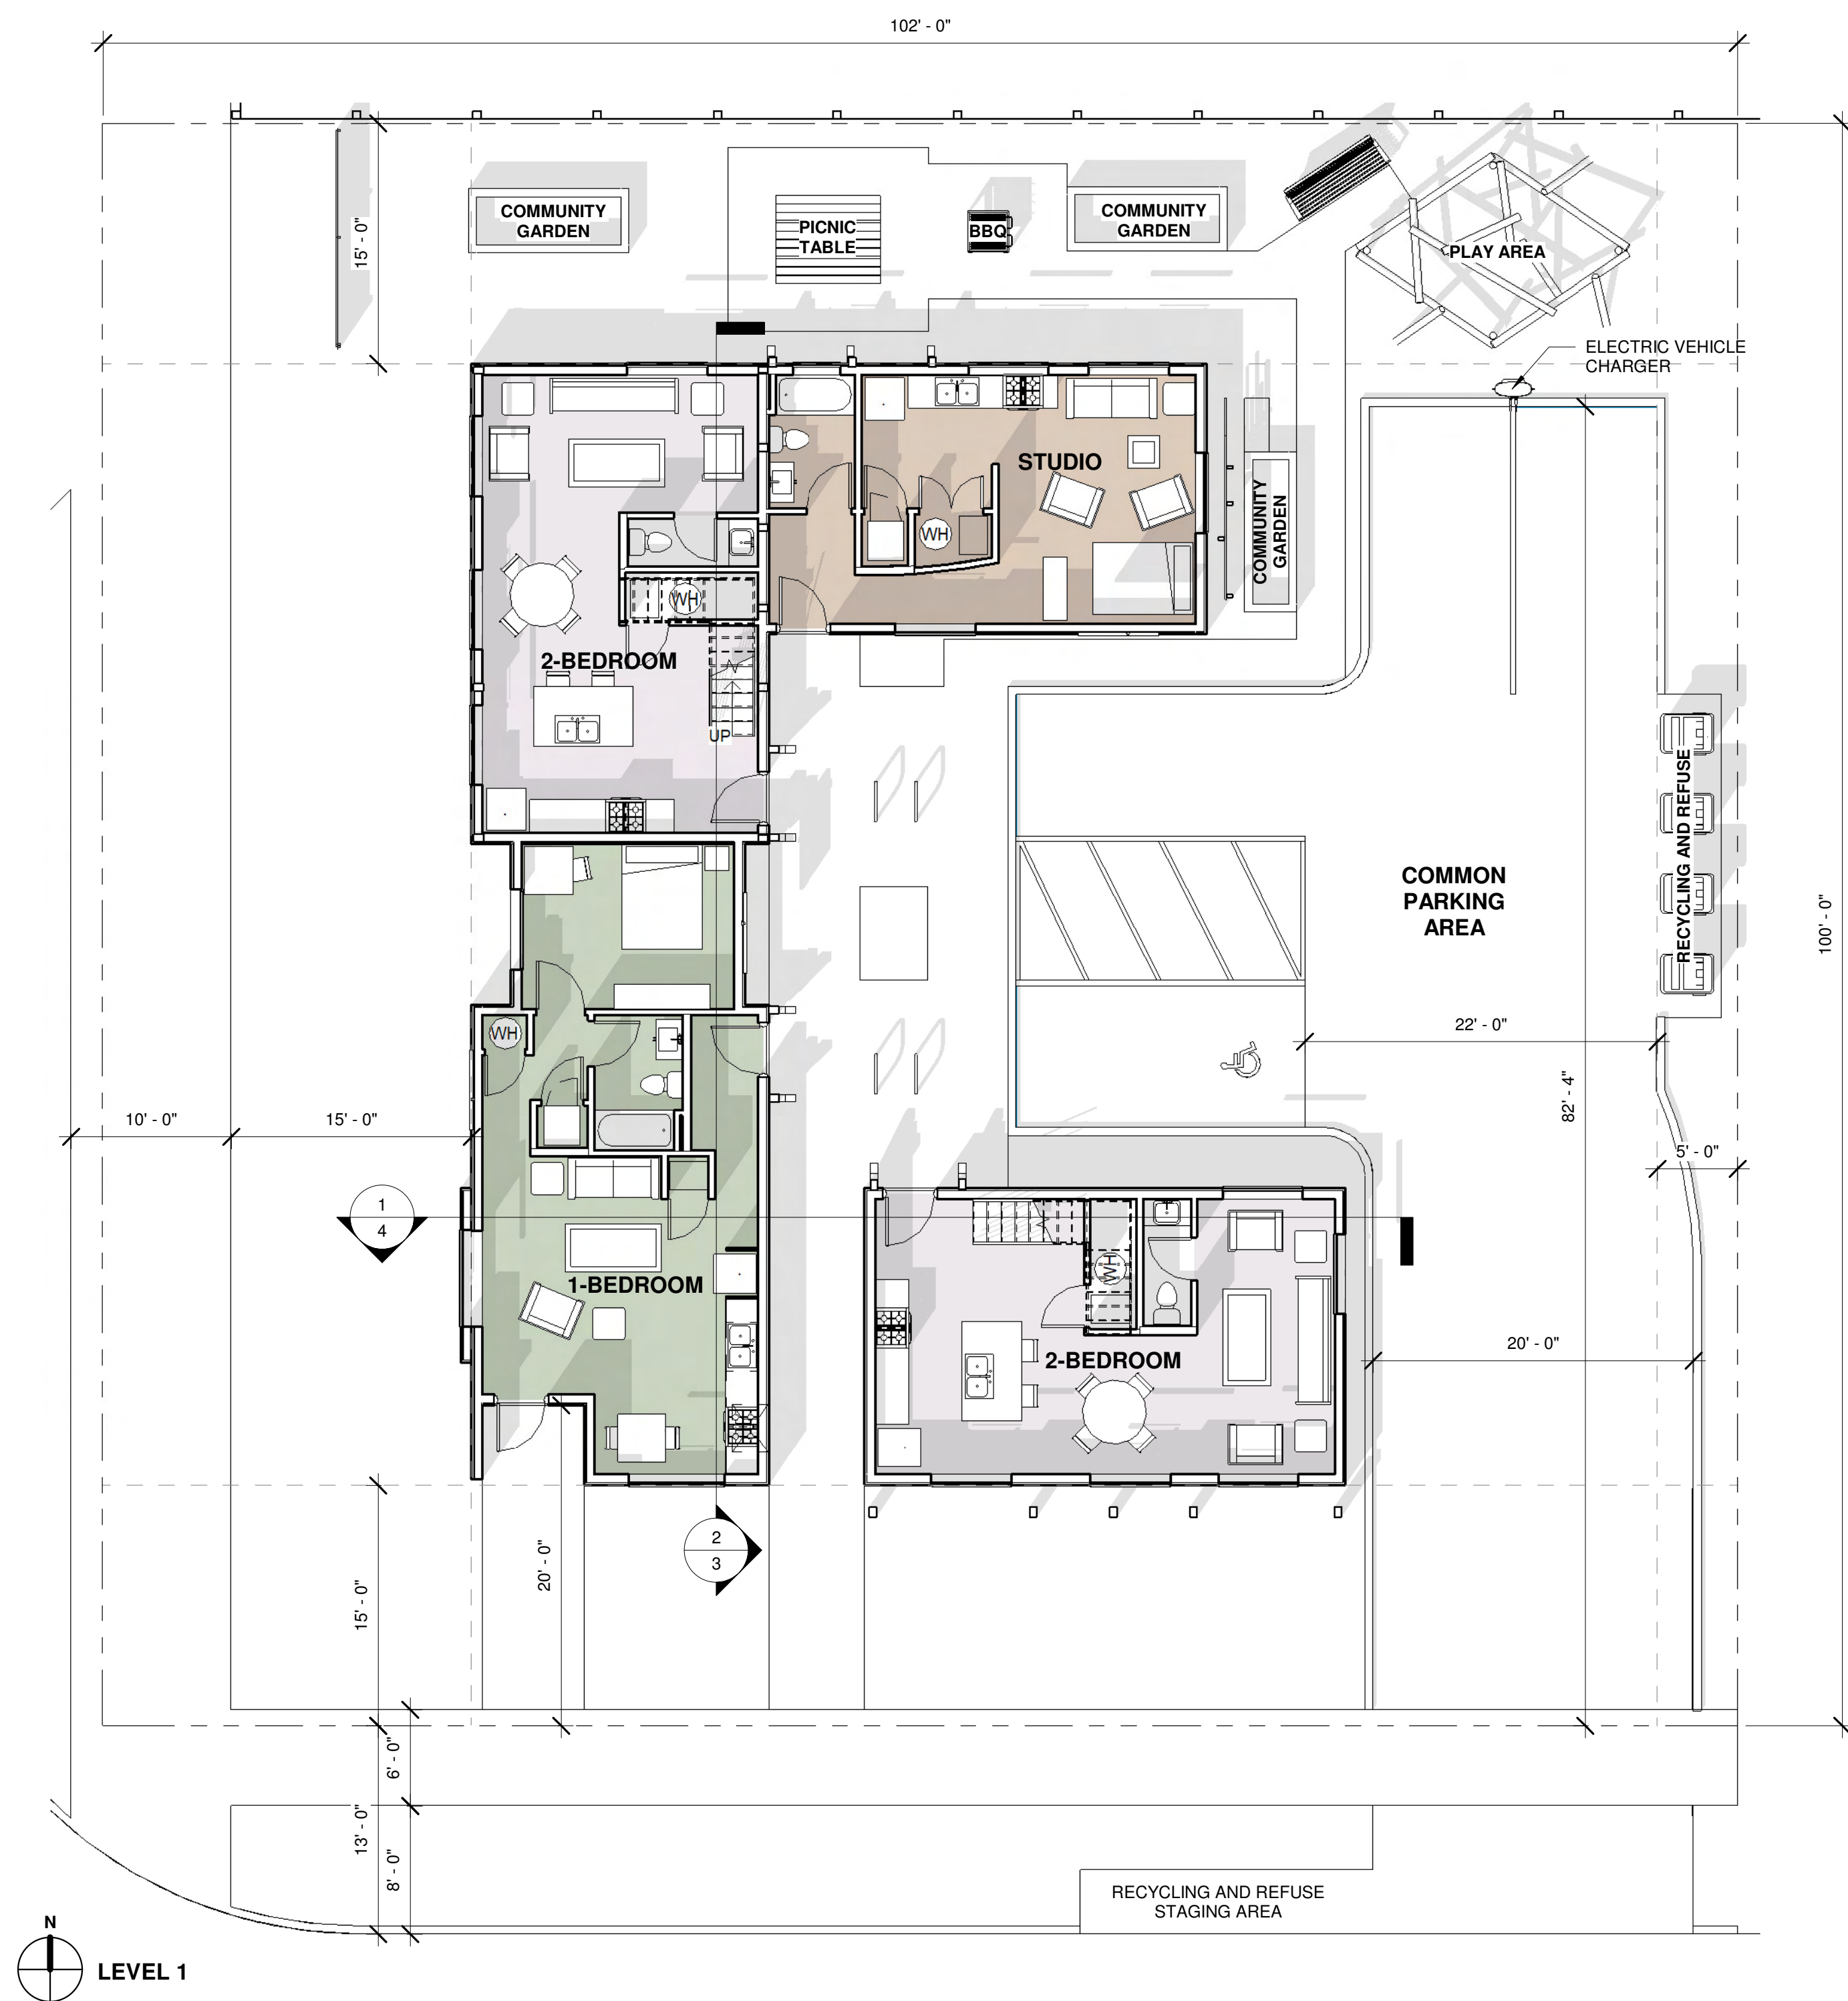 102' - 0"
15' - 0"
COMMUNITY
GARDEN
PICNIC
TABLE
BBQ
COMMUNITY
GARDEN
PLAY AREA
ELECTRIC VEHICLE
CHARGER
STUDIO
WH
COMMUNITY
GARDEN
WH
2-BEDROOM
UP
RECYCLING AND REFUSE
COMMON
PARKING
AREA
100' - 0"
WH
22' - 0"
82' - 4"
10' - 0"
15' - 0"
5' - 0"
1
4
WH
1-BEDROOM
2-BEDROOM
20' - 0"
2
3
20' - 0"
15' - 0"
6' - 0"
13' - 0"
8' - 0"
RECYCLING AND REFUSE
STAGING AREA
N
LEVEL 1